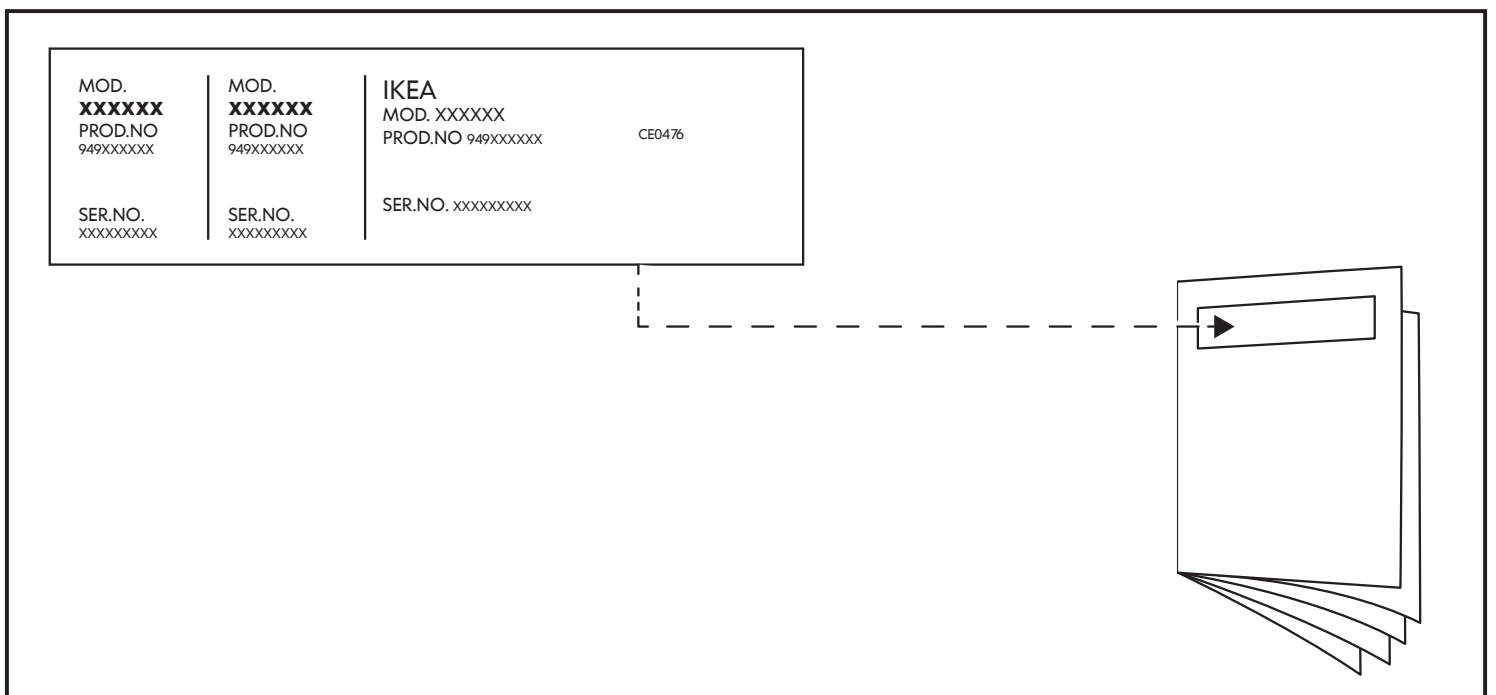 MOD.
XXXXXX
PROD.NO
949XXXXXX
SER.NO.
XXXXXXXXX
MOD.
XXXXXX
PROD.NO
949XXXXXX
SER.NO.
XXXXXXXXX
IKEA
MOD. XXXXXX
PROD.NO 949XXXXXX
CE0476
SER.NO. XXXXXXXXX